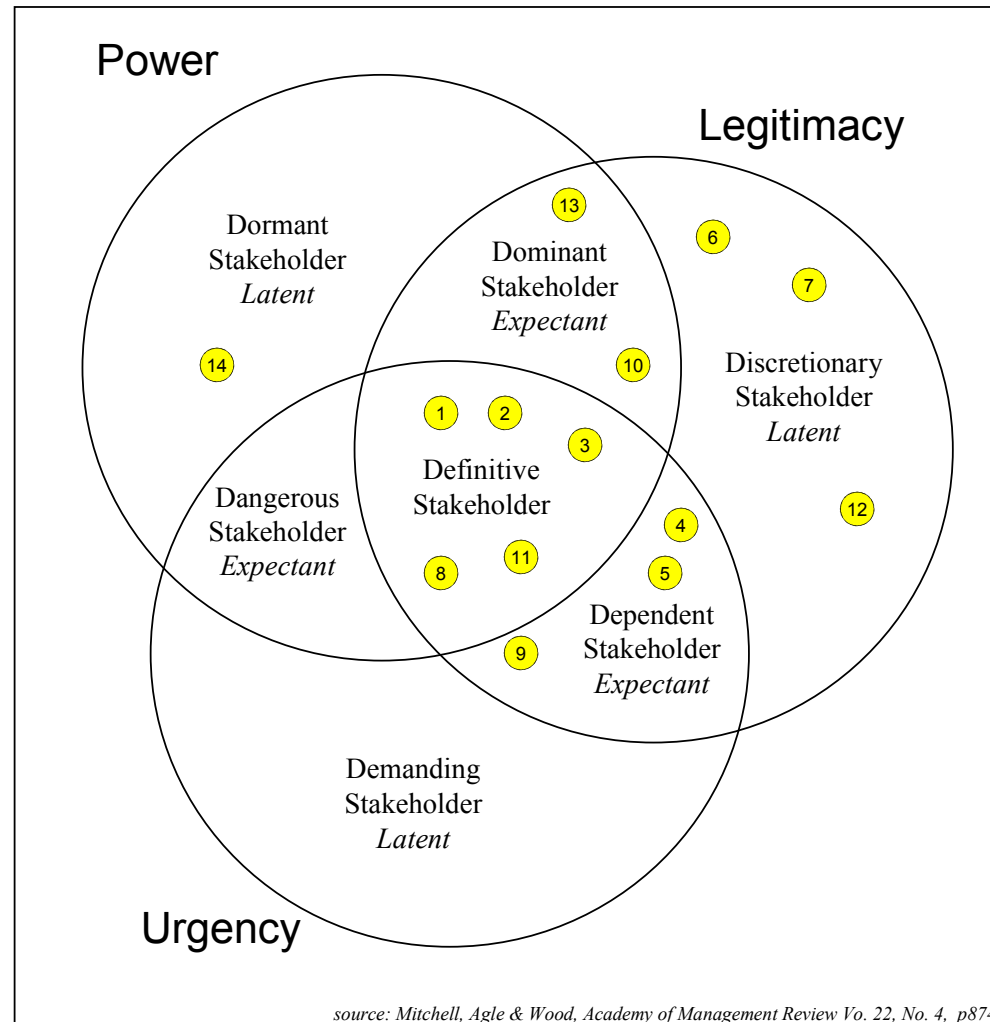 Power
Legitimacy
13
6
Dormant
Stakeholder
Latent
Dominant
Stakeholder
Expectant
7
14
10
Discretionary
Stakeholder
Latent
1
2
3
Definitive
Stakeholder
Dangerous
Stakeholder
Expectant
12
4
8
11
5
Dependent
Stakeholder
Expectant
9
Demanding
Stakeholder
Latent
Urgency
source: Mitchell, Agle & Wood, Academy of Management Review Vo. 22, No. 4, p874